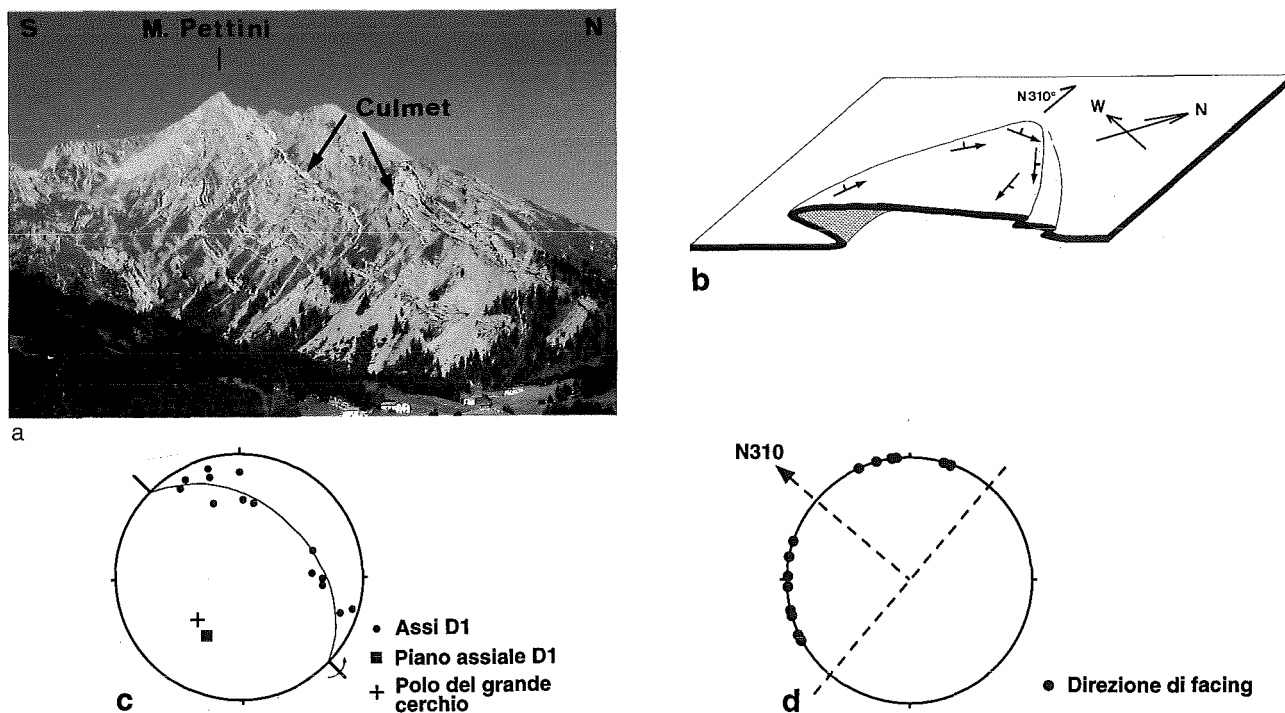 S M. Pettini N
Culmet
a
N310°
W
N
b
c
Assi D1
Piano assiale D1
Polo del grande
cerchio
N310
d
Direzione di facing